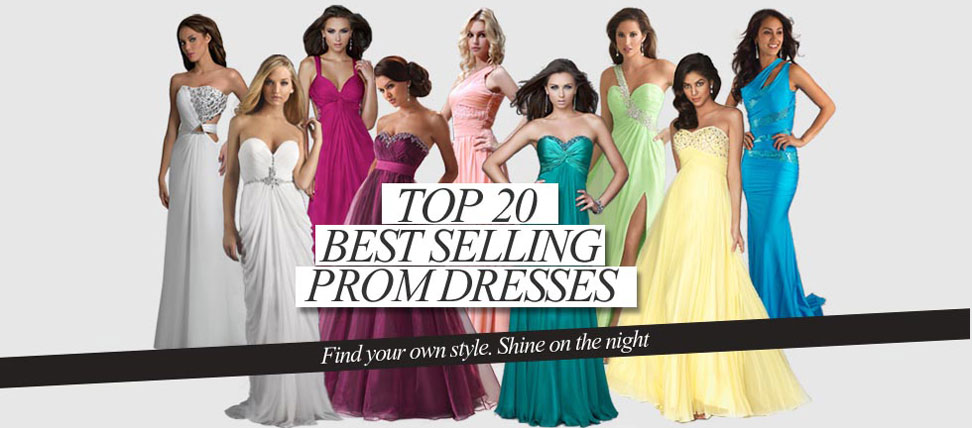 TOP 20
BEST SELLING
PROM DRESSES
Find your own style. Shine on the night